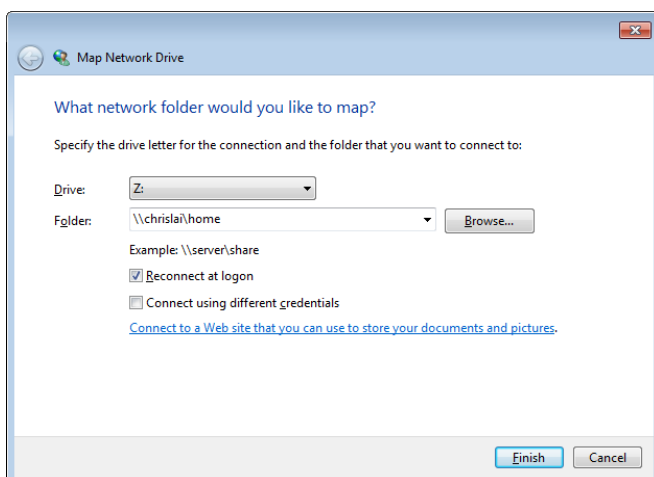 Map Network Drive
What network folder would you like to map?
Specify the drive letter for the connection and the folder that you want to connect to:
Drive: Z:
Folder: \\chrislai\home Browse...
Example: \\server\share
Reconnect at logon
Connect using different credentials
Connect to a Web site that you can use to store your documents and pictures.
Finish Cancel